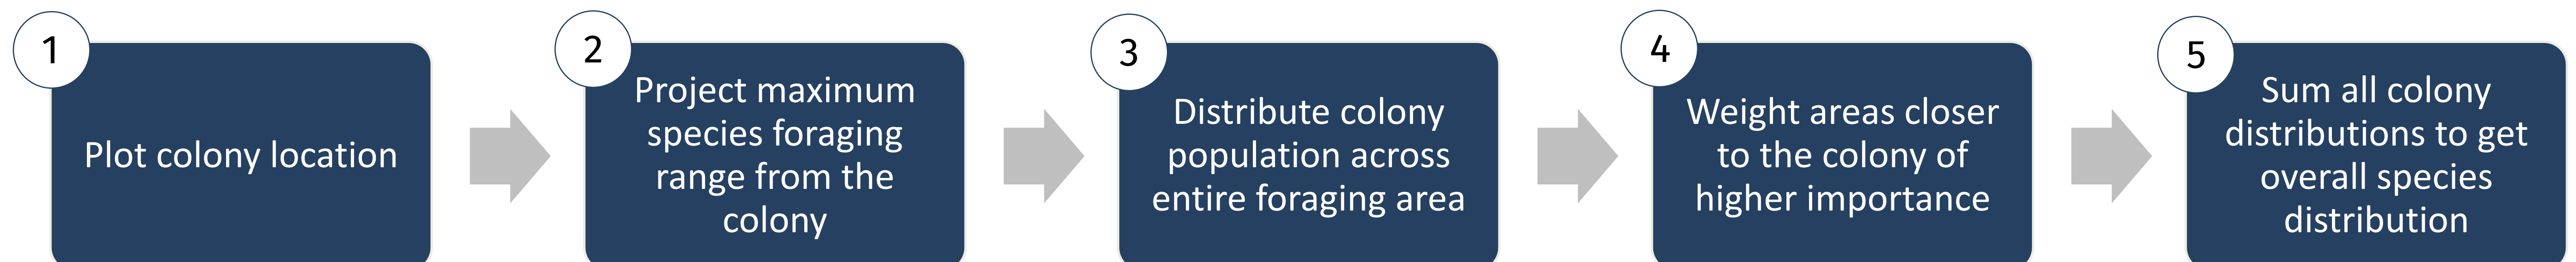 1
Plot colony location
2
Project maximum
species foraging
range from the
colony
3
Distribute colony
population across
entire foraging area
4
Weight areas closer
to the colony of
higher importance
5
Sum all colony
distributions to get
overall species
distribution